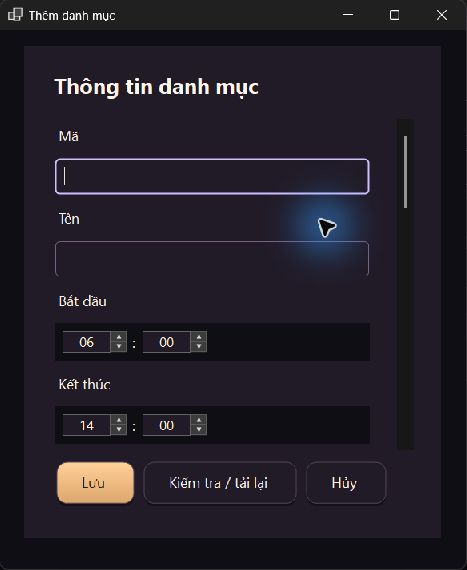 Thêm danh mục
Thông tin danh mục
Mã
Tên
Bắt đầu
06 : 00
Kết thúc
14 : 00
Lưu
Kiểm tra / tải lại
Hủy